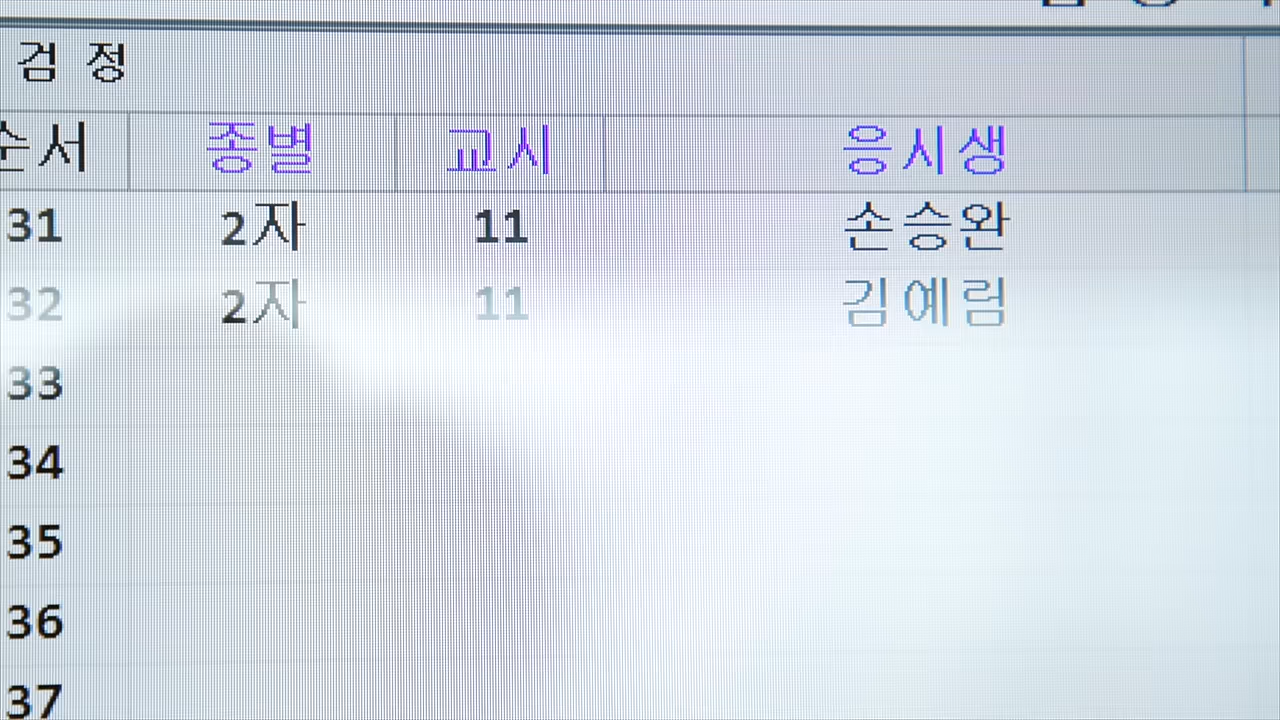 검 정
순서 종별 교시 응시생
31 2자 11 손승완
32 2자 11 김예림
33
34
35
36
37